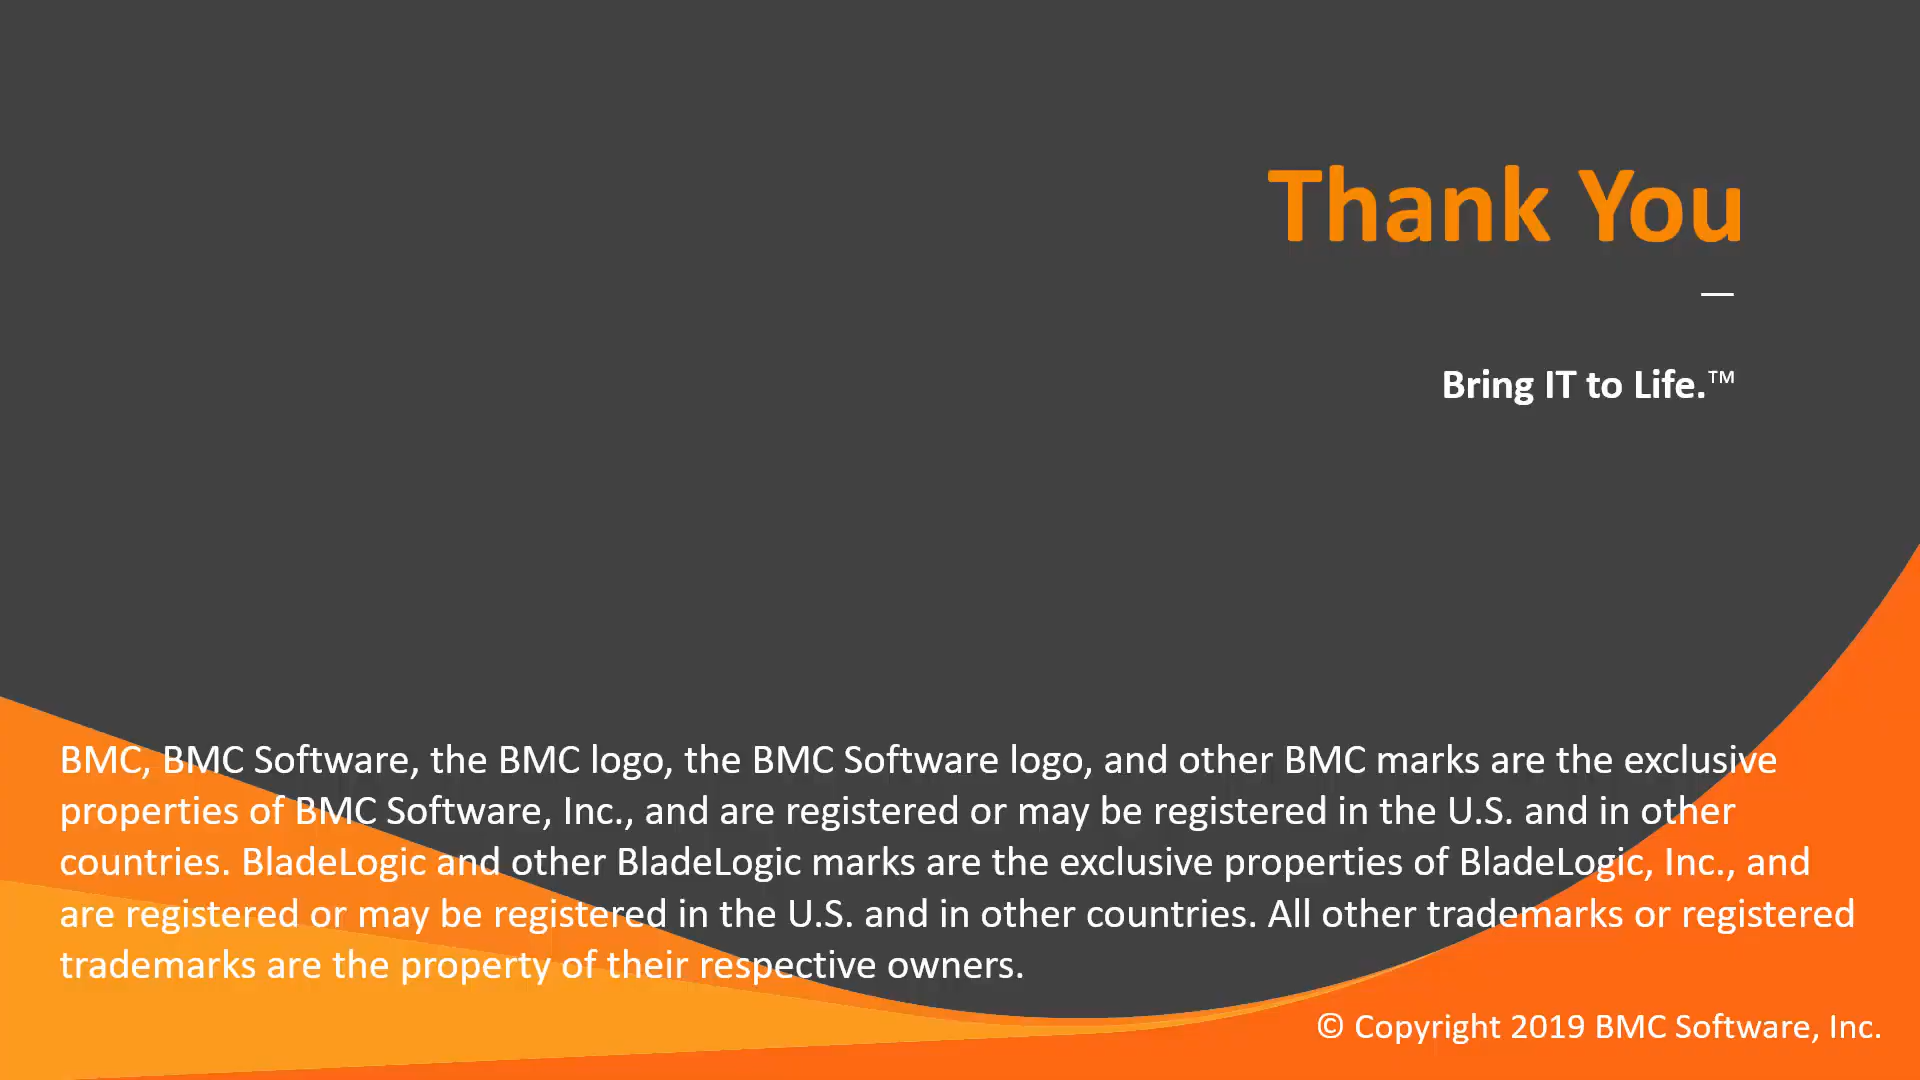 Thank You
Bring IT to Life.™
BMC, BMC Software, the BMC logo, the BMC Software logo, and other BMC marks are the exclusive
properties of BMC Software, Inc., and are registered or may be registered in the U.S. and in other
countries. BladeLogic and other BladeLogic marks are the exclusive properties of BladeLogic, Inc., and
are registered or may be registered in the U.S. and in other countries. All other trademarks or registered
trademarks are the property of their respective owners.
© Copyright 2019 BMC Software, Inc.